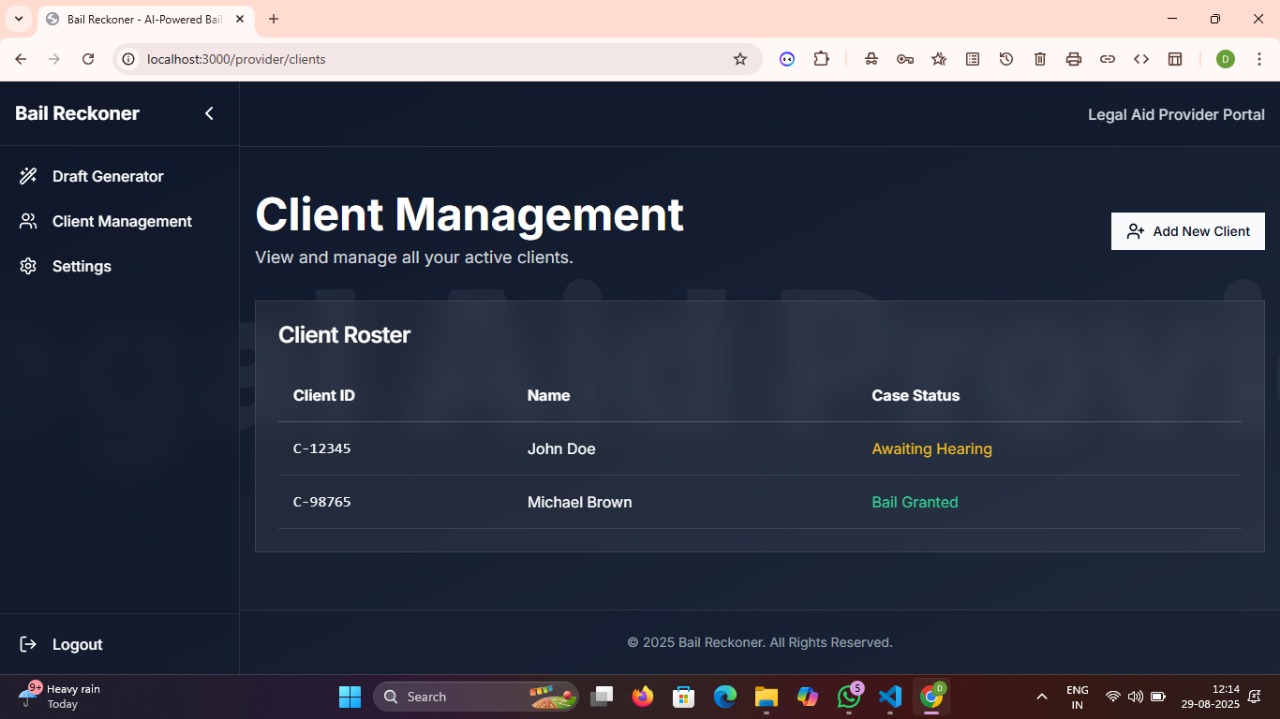 Bail Reckoner - AI-Powered Bail
localhost:3000/provider/clients
D
Bail Reckoner
Legal Aid Provider Portal
Draft Generator
Client Management
Settings
Client Management
View and manage all your active clients.
Add New Client
Client Roster
Client ID Name Case Status
C-12345 John Doe Awaiting Hearing
C-98765 Michael Brown Bail Granted
Logout
© 2025 Bail Reckoner. All Rights Reserved.
9+
Heavy rain
Today
Search
5
D
ENG
IN
12:14
29-08-2025